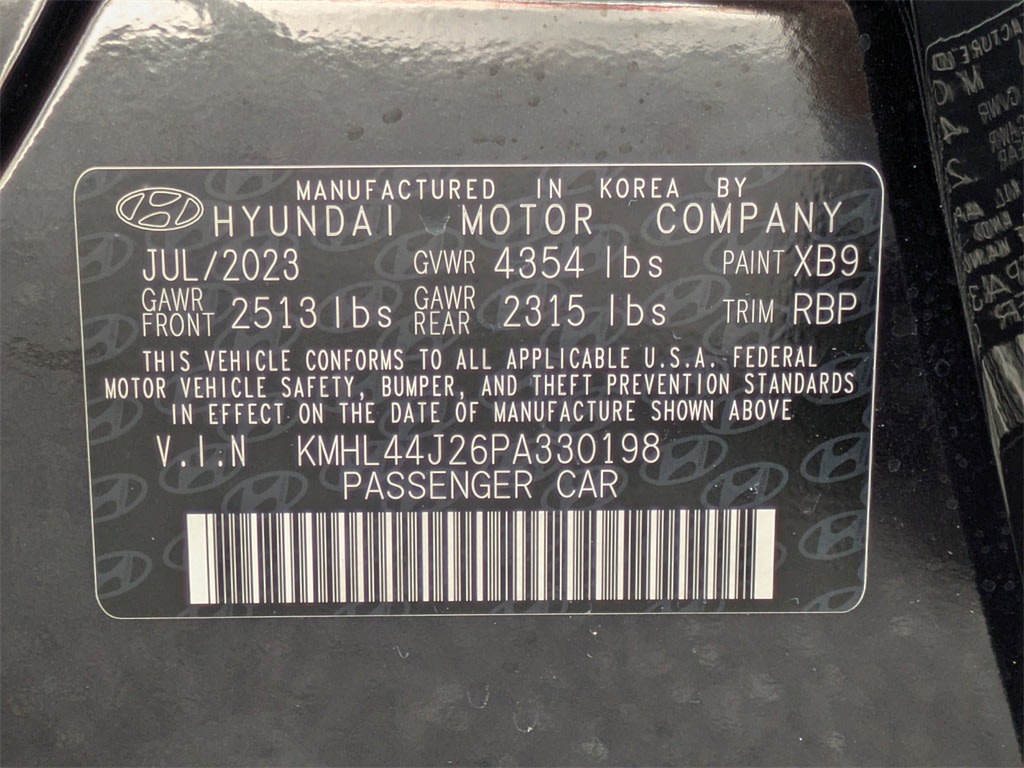 MANUFACTURED IN KOREA BY
HYUNDAI MOTOR COMPANY
JUL/2023 GVWR 4354 lbs PAINT XB9
GAWR FRONT 2513 lbs GAWR REAR 2315 lbs TRIM RBP
THIS VEHICLE CONFORMS TO ALL APPLICABLE U.S.A. FEDERAL
MOTOR VEHICLE SAFETY, BUMPER, AND THEFT PREVENTION STANDARDS
IN EFFECT ON THE DATE OF MANUFACTURE SHOWN ABOVE
V.I.N KMHL44J26PA330198
PASSENGER CAR